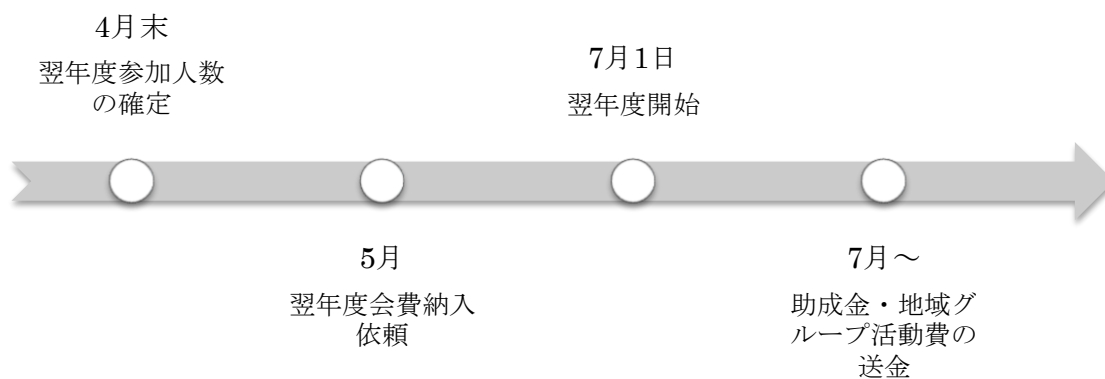 4月末
翌年度参加人数
の確定
5月
翌年度会費納入
依頼
7月1日
翌年度開始
7月～
助成金・地域グ
ループ活動費の
送金